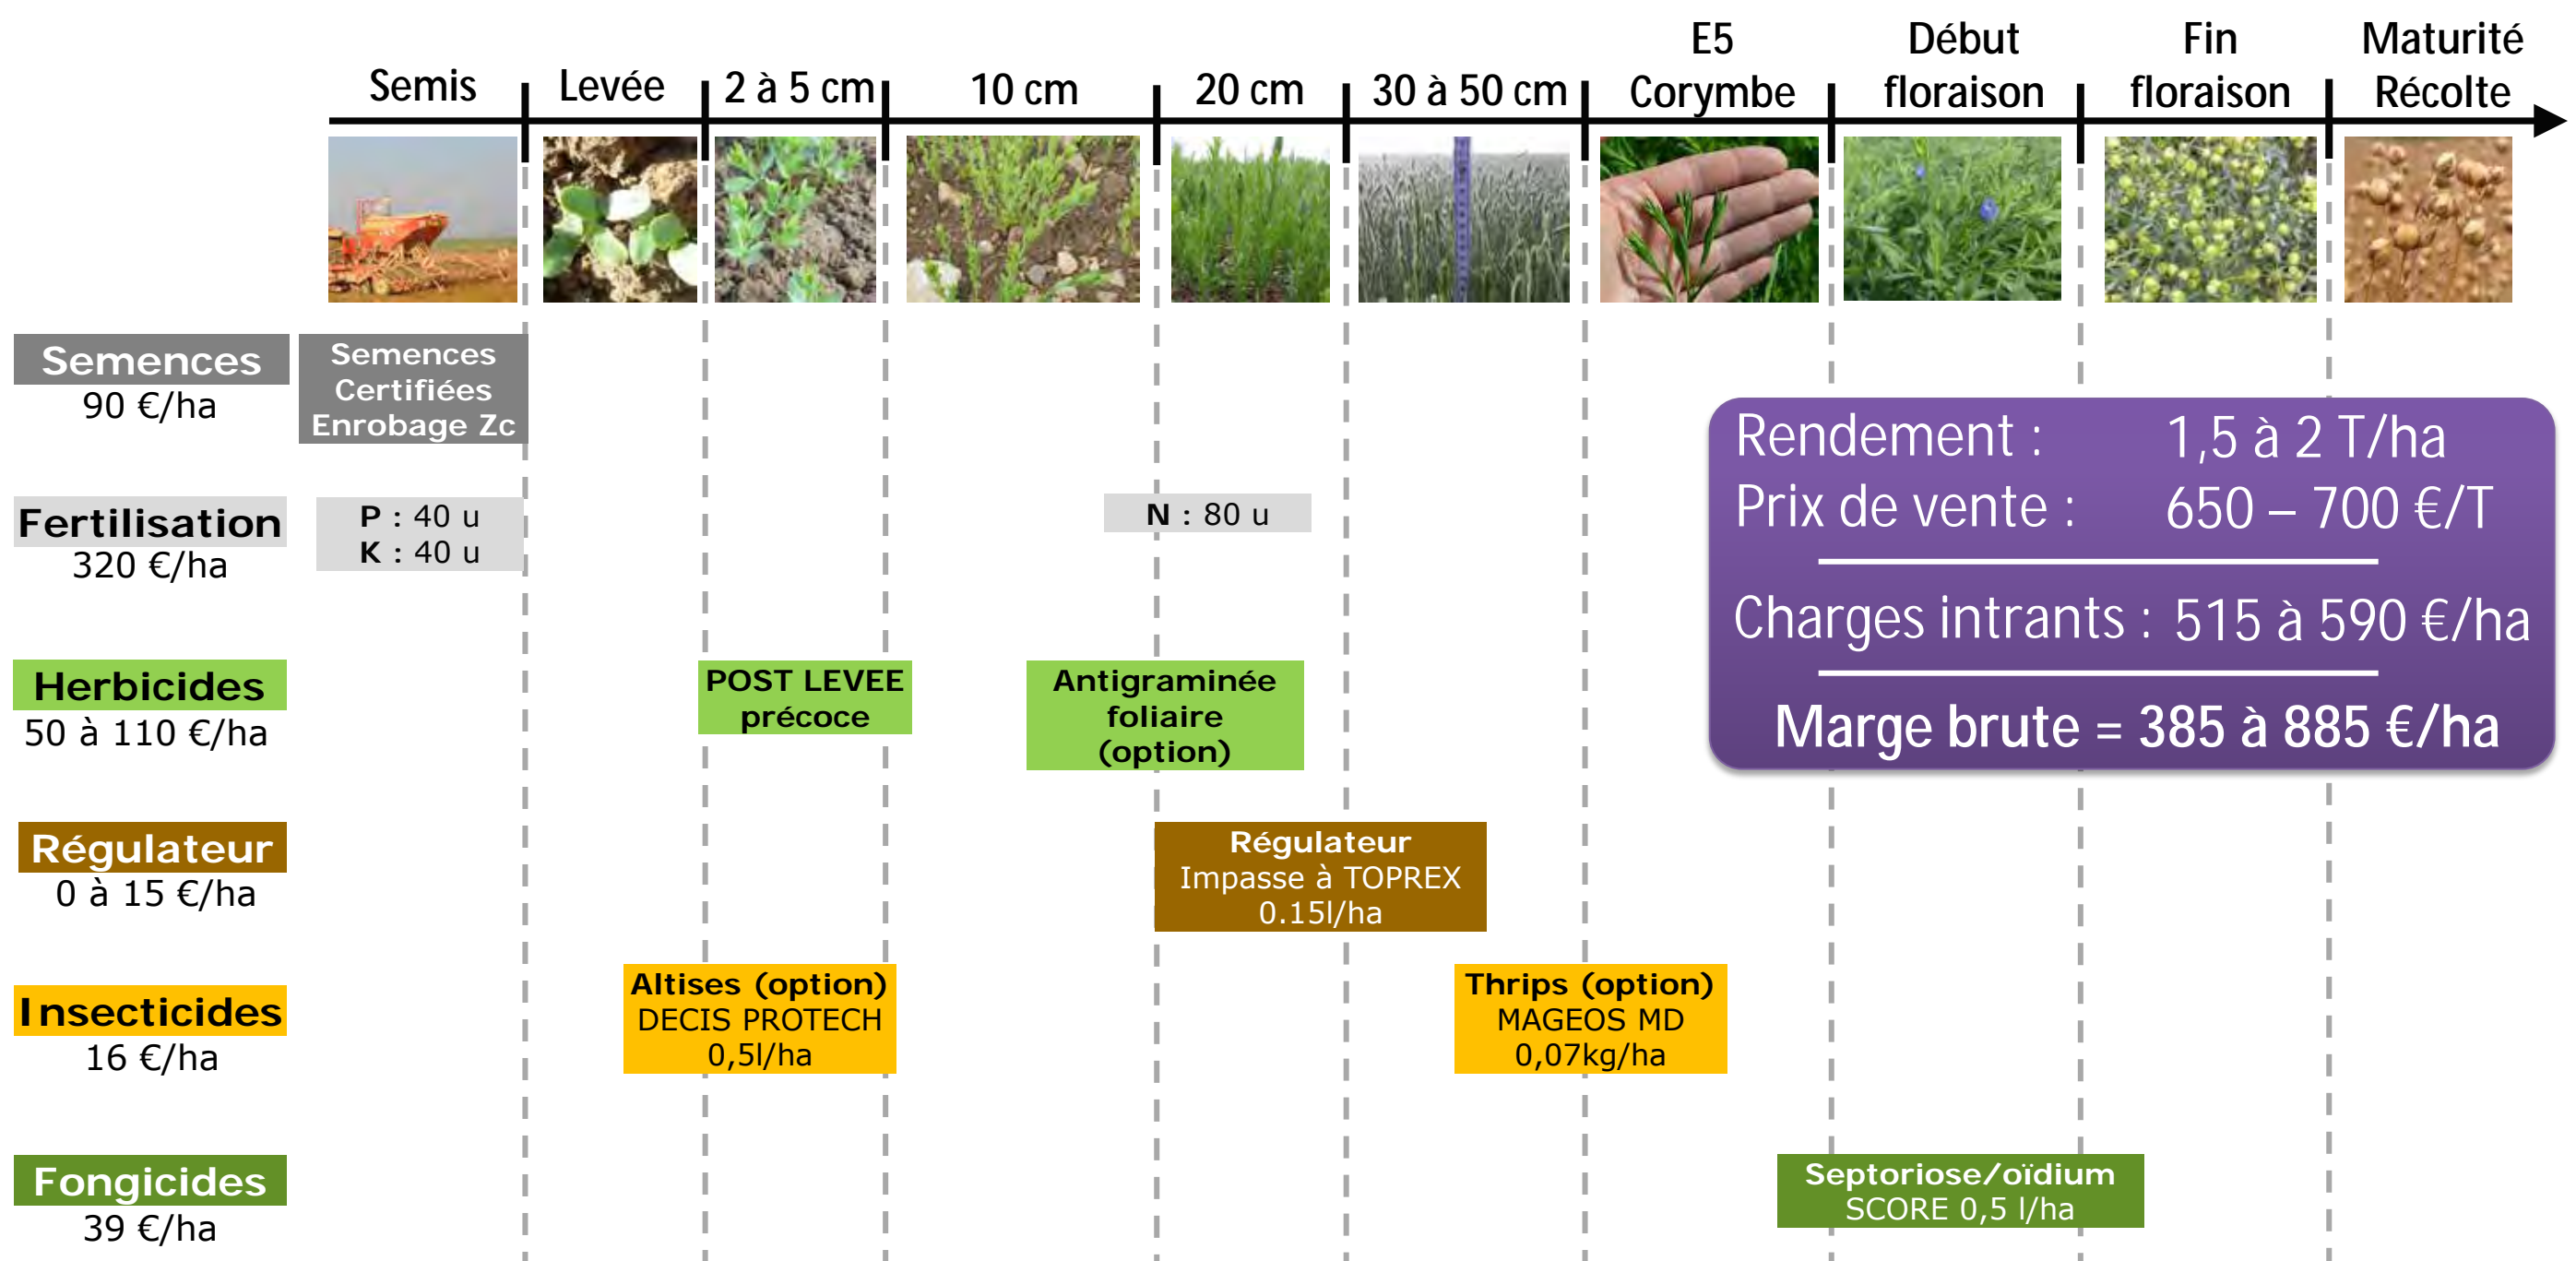 Semis
Levée
2 à 5 cm
10 cm
20 cm
30 à 50 cm
E5
Corymbe
Début
floraison
Fin
floraison
Maturité
Récolte
Semences
90 €/ha
Semences
Certifiées
Enrobage Zc
Fertilisation
320 €/ha
P : 40 u
K : 40 u
N : 80 u
Rendement : 1,5 à 2 T/ha
Prix de vente : 650 – 700 €/T
Charges intrants : 515 à 590 €/ha
Marge brute = 385 à 885 €/ha
Herbicides
50 à 110 €/ha
POST LEVEE
précoce
Antigraminée
foliaire
(option)
Régulateur
0 à 15 €/ha
Régulateur
Impasse à TOPREX
0.15l/ha
Insecticides
16 €/ha
Altises (option)
DECIS PROTECH
0,5l/ha
Thrips (option)
MAGEOS MD
0,07kg/ha
Fongicides
39 €/ha
Septoriose/oïdium
SCORE 0,5 l/ha